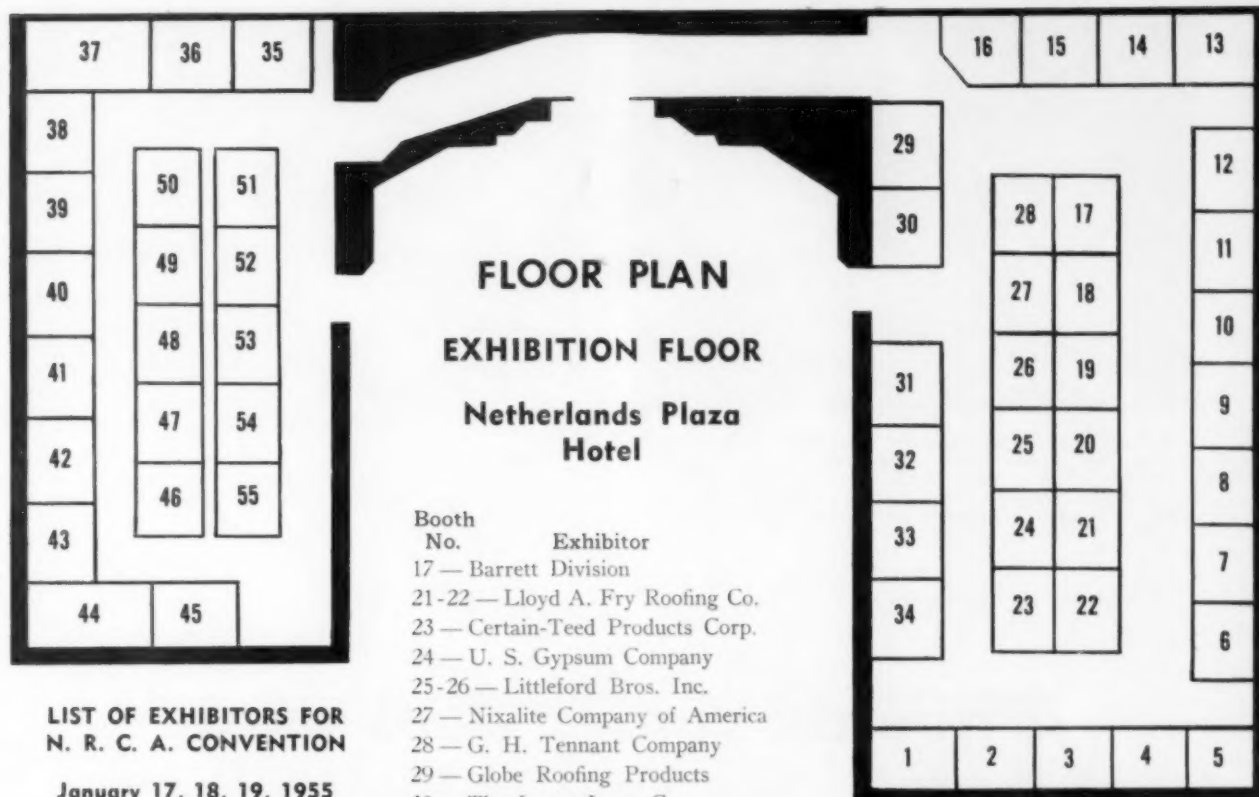 37 36 35
16 15 14 13
38
39
40
41
42
43
44 45
50 51
49 52
48 53
47 54
46 55
29
30
31
32
33
34
28 17
27 18
26 19
25 20
24 21
23 22
12
11
10
9
8
7
6
1 2 3 4 5
FLOOR PLAN
EXHIBITION FLOOR
Netherlands Plaza
Hotel
Booth
No. Exhibitor
17 — Barrett Division
21-22 — Lloyd A. Fry Roofing Co.
23 — Certain-Teed Products Corp.
24 — U. S. Gypsum Company
25-26 — Littleford Bros. Inc.
27 — Nixalite Company of America
28 — G. H. Tennant Company
29 — Globe Roofing Products
LIST OF EXHIBITORS FOR
N. R. C. A. CONVENTION
January 17, 18, 19, 1955